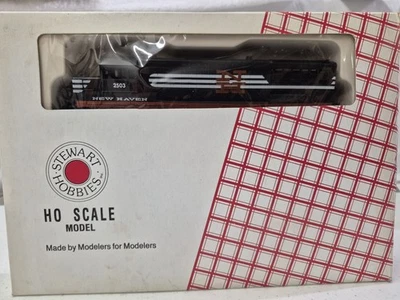 2503
NEW HAVEN
NH
STEWART
HOBBIES
HO SCALE
MODEL
Made by Modelers for Modelers